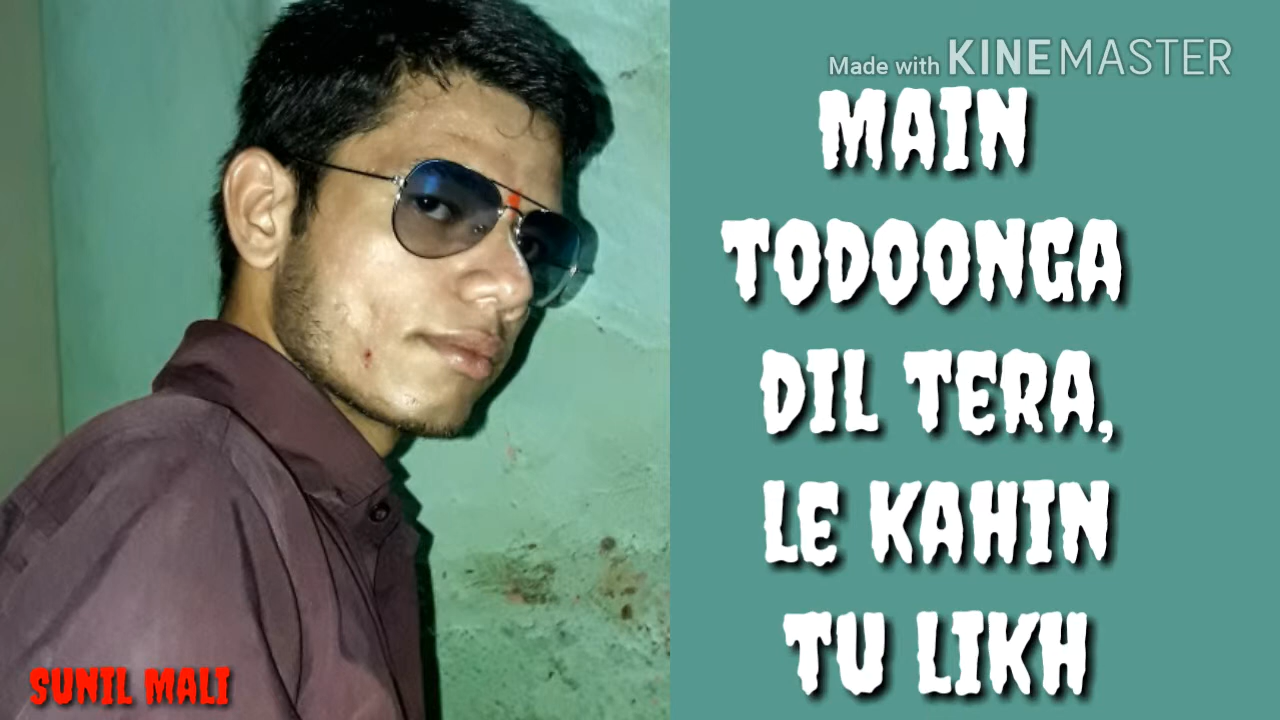 Made with KINEMASTER
MAIN
TODOONGA
DIL TERA,
LE KAHIN
TU LIKH
SUNIL MALI